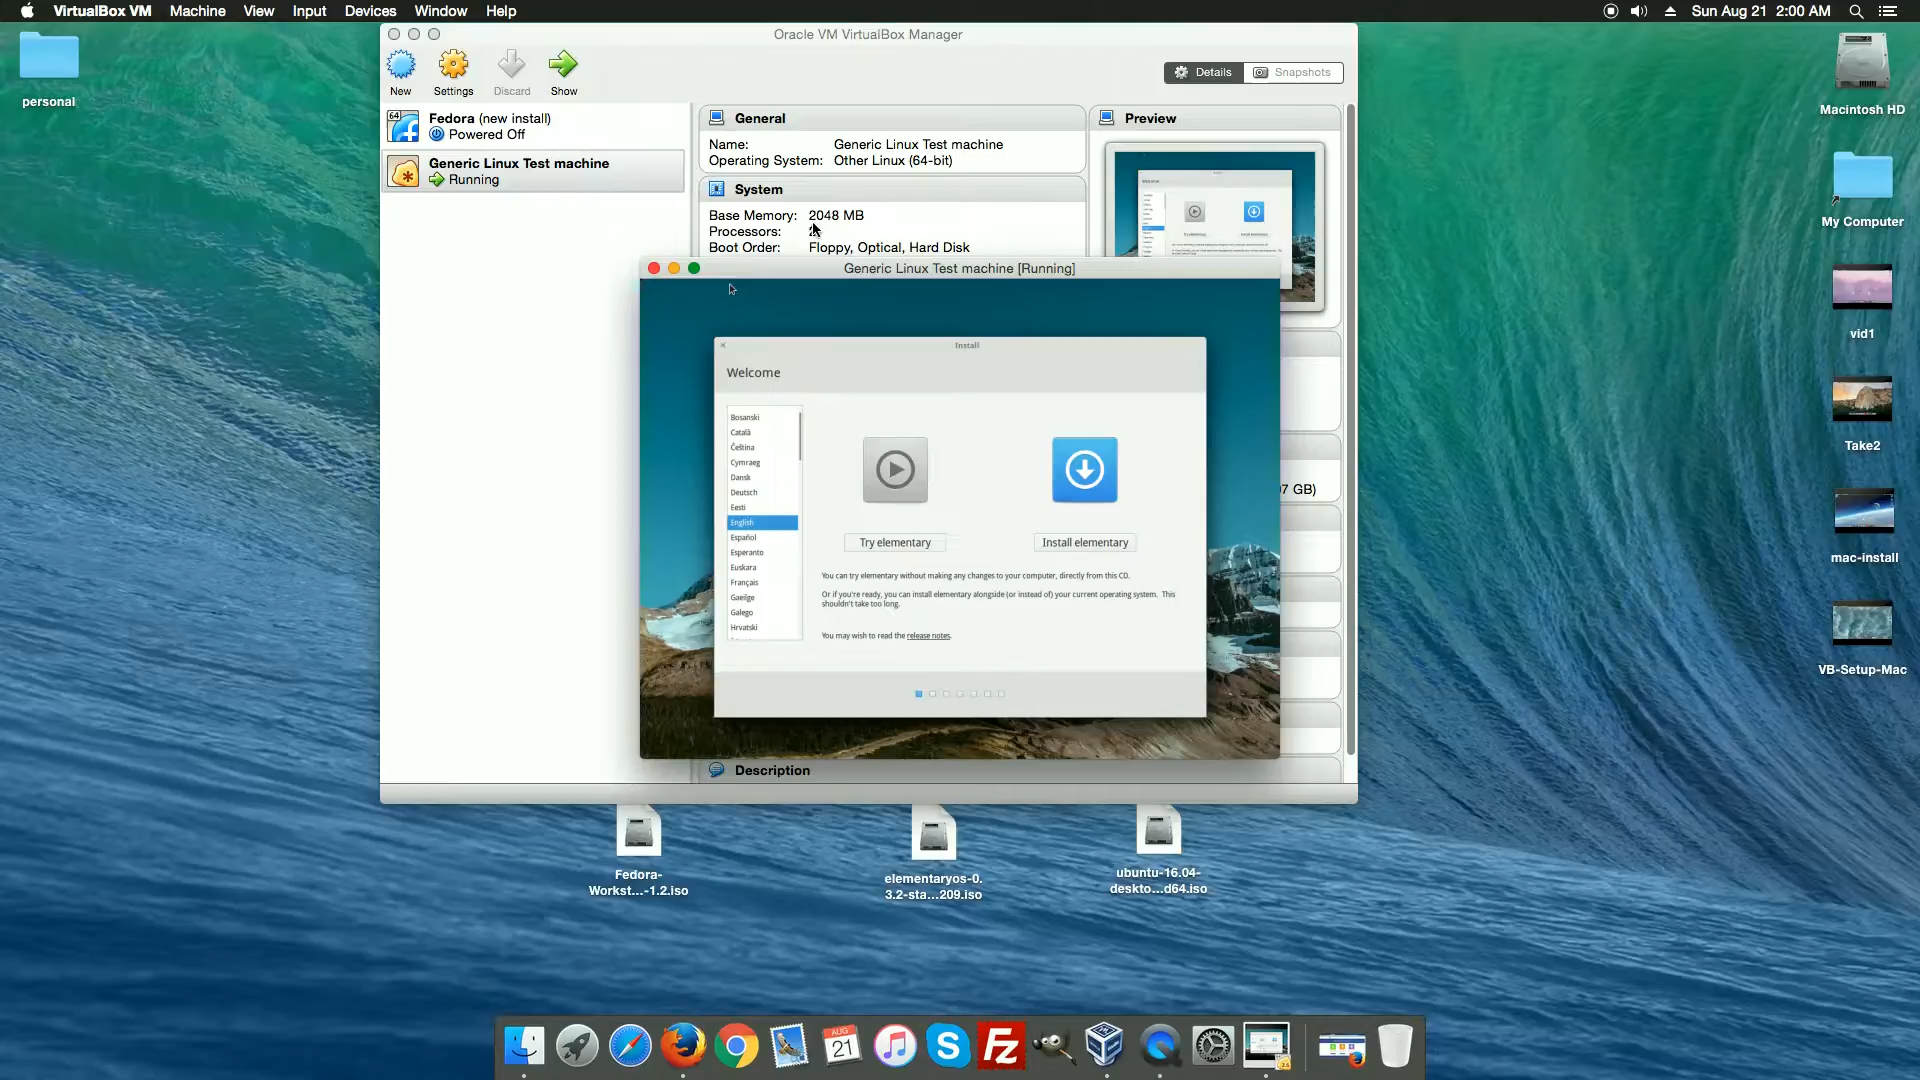 VirtualBox VM Machine View Input Devices Window Help
Sun Aug 21 2:00 AM
personal
Oracle VM VirtualBox Manager
New
Settings
Discard
Show
Details
Snapshots
64
Fedora (new install)
Powered Off
Generic Linux Test machine
Running
General
Name: Generic Linux Test machine
Operating System: Other Linux (64-bit)
System
Base Memory: 2048 MB
Processors:
Boot Order: Floppy, Optical, Hard Disk
Preview
Generic Linux Test machine [Running]
Install
Welcome
Bosanski
Català
Čeština
Cymraeg
Dansk
Deutsch
Eesti
English
Español
Esperanto
Euskara
Français
Gaeilge
Galego
Hrvatski
Try elementary
Install elementary
You can try elementary without making any changes to your computer, directly from this CD.
Or if you're ready, you can install elementary alongside (or instead of) your current operating system. This
shouldn't take too long.
You may wish to read the release notes.
7 GB)
Description
Macintosh HD
My Computer
vid1
Take2
mac-install
VB-Setup-Mac
Fedora-
Workst...-1.2.iso
elementaryos-0.
3.2-sta...209.iso
ubuntu-16.04-
deskto...d64.iso
AUG
21
S
FZ